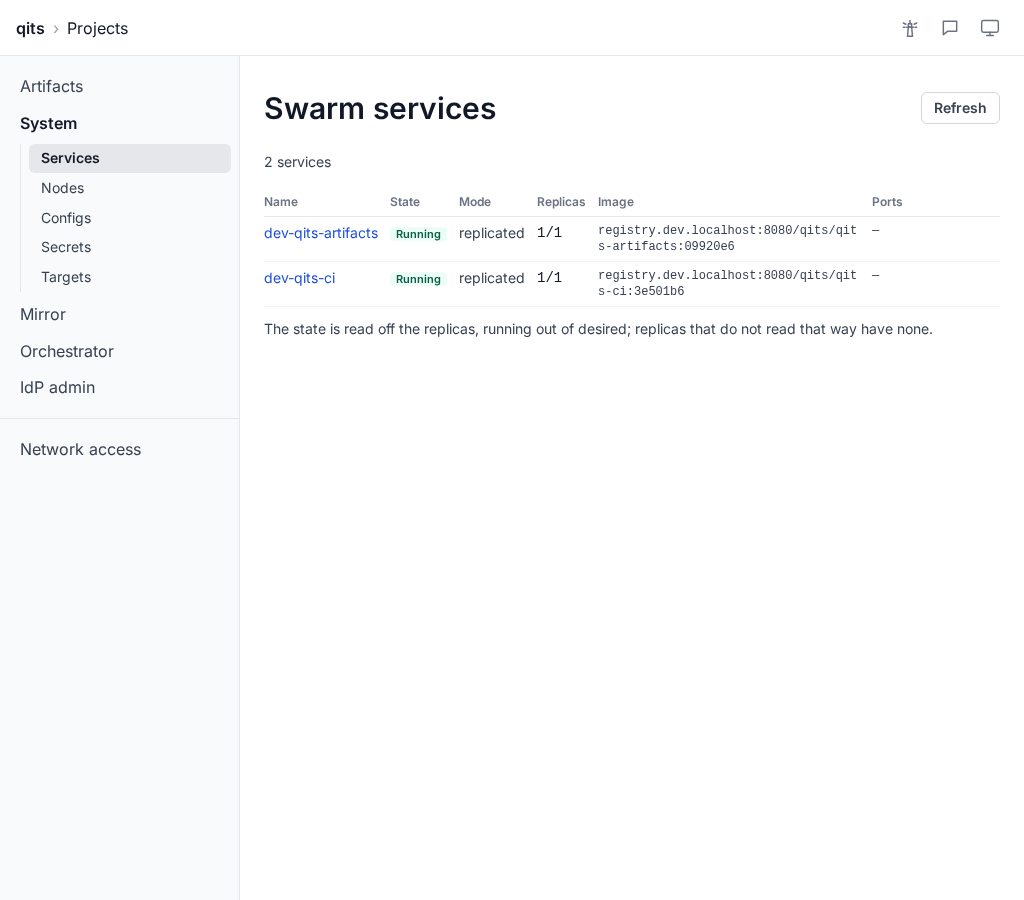 qits › Projects
Artifacts
System
Services
Nodes
Configs
Secrets
Targets
Mirror
Orchestrator
IdP admin
Network access
Swarm services
Refresh
2 services
Name State Mode Replicas Image Ports
dev-qits-artifacts Running replicated 1/1 registry.dev.localhost:8080/qits/qit —
s-artifacts:09920e6
dev-qits-ci Running replicated 1/1 registry.dev.localhost:8080/qits/qit —
s-ci:3e501b6
The state is read off the replicas, running out of desired; replicas that do not read that way have none.